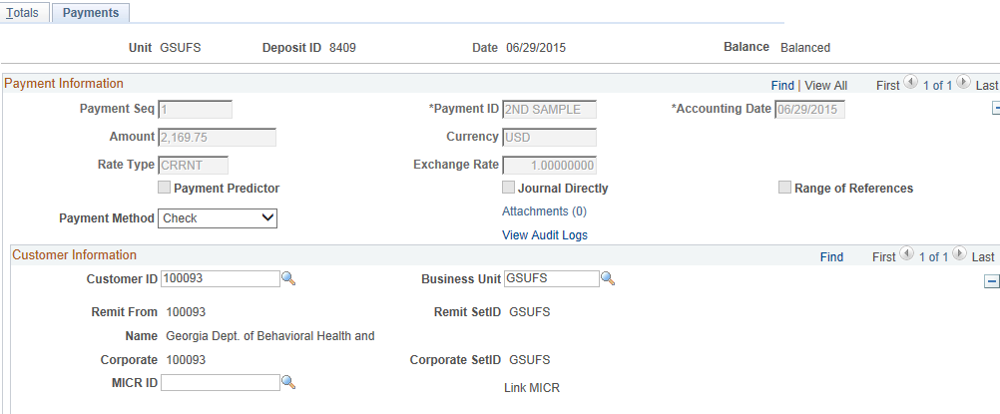 Totals Payments
Unit GSUFS Deposit ID 8409 Date 06/29/2015 Balance Balanced
Payment Information Find | View All First 1 of 1 Last
Payment Seq 1 *Payment ID 2ND SAMPLE *Accounting Date 06/29/2015
Amount 2,169.75 Currency USD
Rate Type CRRNT Exchange Rate 1.00000000
Payment Predictor Journal Directly Range of References
Payment Method Check Attachments (0)
View Audit Logs
Customer Information Find First 1 of 1 Last
Customer ID 100093 Business Unit GSUFS
Remit From 100093 Remit SetID GSUFS
Name Georgia Dept. of Behavioral Health and
Corporate 100093 Corporate SetID GSUFS
MICR ID Link MICR